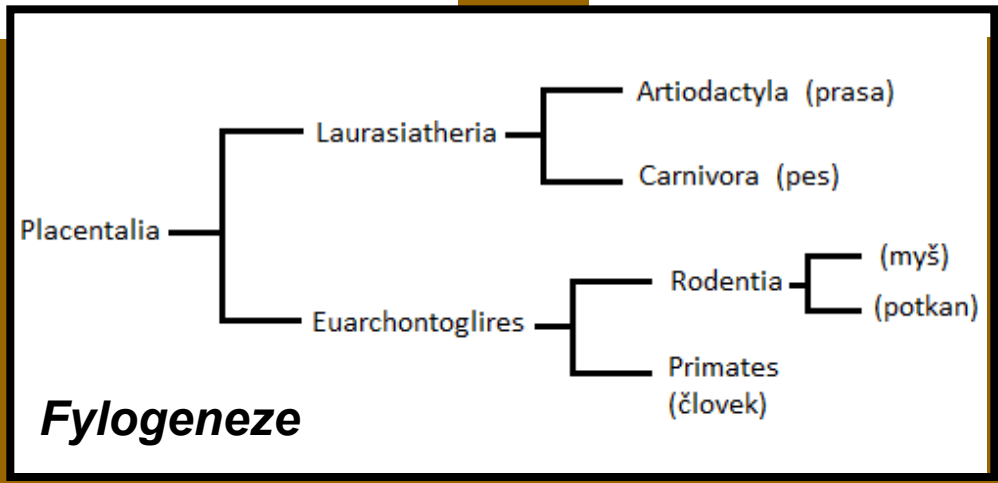 Artiodactyla (prasa)
Laurasiatheria
Carnivora (pes)
Placentalia
(myš)
Rodentia
(potkan)
Euarchontoglires
Primates
(človek)
Fylogeneze